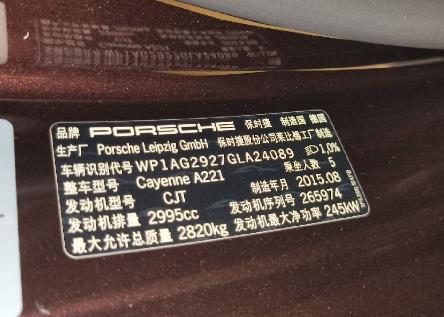 品牌 PORSCHE 保时捷 制造国 德国
生产厂 Porsche Leipzig GmbH 保时捷股份公司莱比锡工厂制造
车辆识别代号 WP1AG2927GLA24089 1,0%
整车型号 Cayenne A221 乘坐人数 5
发动机型号 CJT 制造年月 2015.08
发动机排量 2995cc 发动机序列号 265974
最大允许总质量 2820kg 发动机最大净功率 245kW